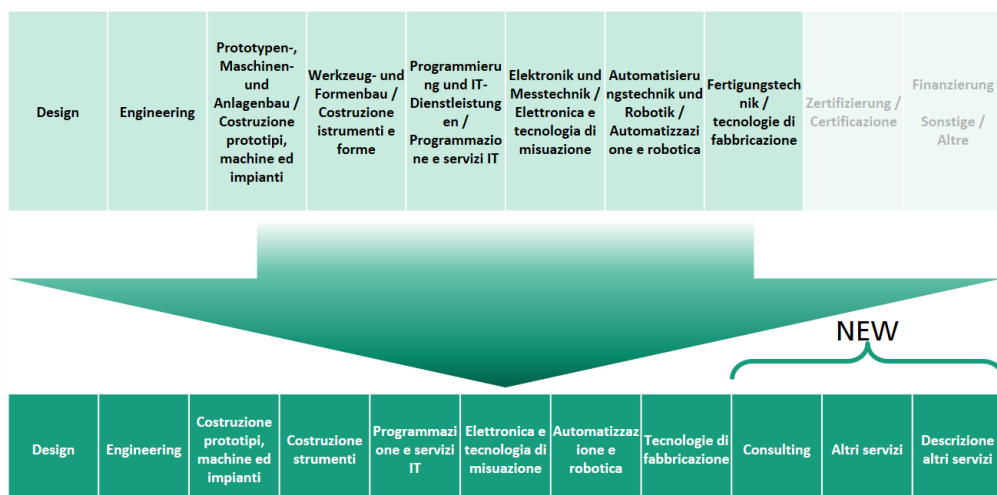 Design
Engineering
Prototypen-,
Maschinen-
und
Anlagenbau /
Costruzione
prototipi,
machine ed
impianti
Werkzeug- und
Formenbau /
Costruzione
istrumenti e
forme
Programmieru
ng und IT-
Dienstleistung
en /
Programmazio
ne e servizi IT
Elektronik und
Messtechnik /
Elettronica e
tecnologia di
misuazione
Automatisieru
ngstechnik und
Robotik /
Automatizzazi
one e robotica
Fertigungstech
nik /
tecnologie di
fabbricazione
Zertifizierung /
Certificazione
Finanzierung
Sonstige /
Altre
NEW
Design
Engineering
Costruzione
prototipi,
machine ed
impianti
Costruzione
strumenti
Programmazi
one e servizi
IT
Elettronica e
tecnologia di
misuazione
Automatizzaz
ione e
robotica
Tecnologie di
fabbricazione
Consulting
Altri servizi
Descrizione
altri servizi